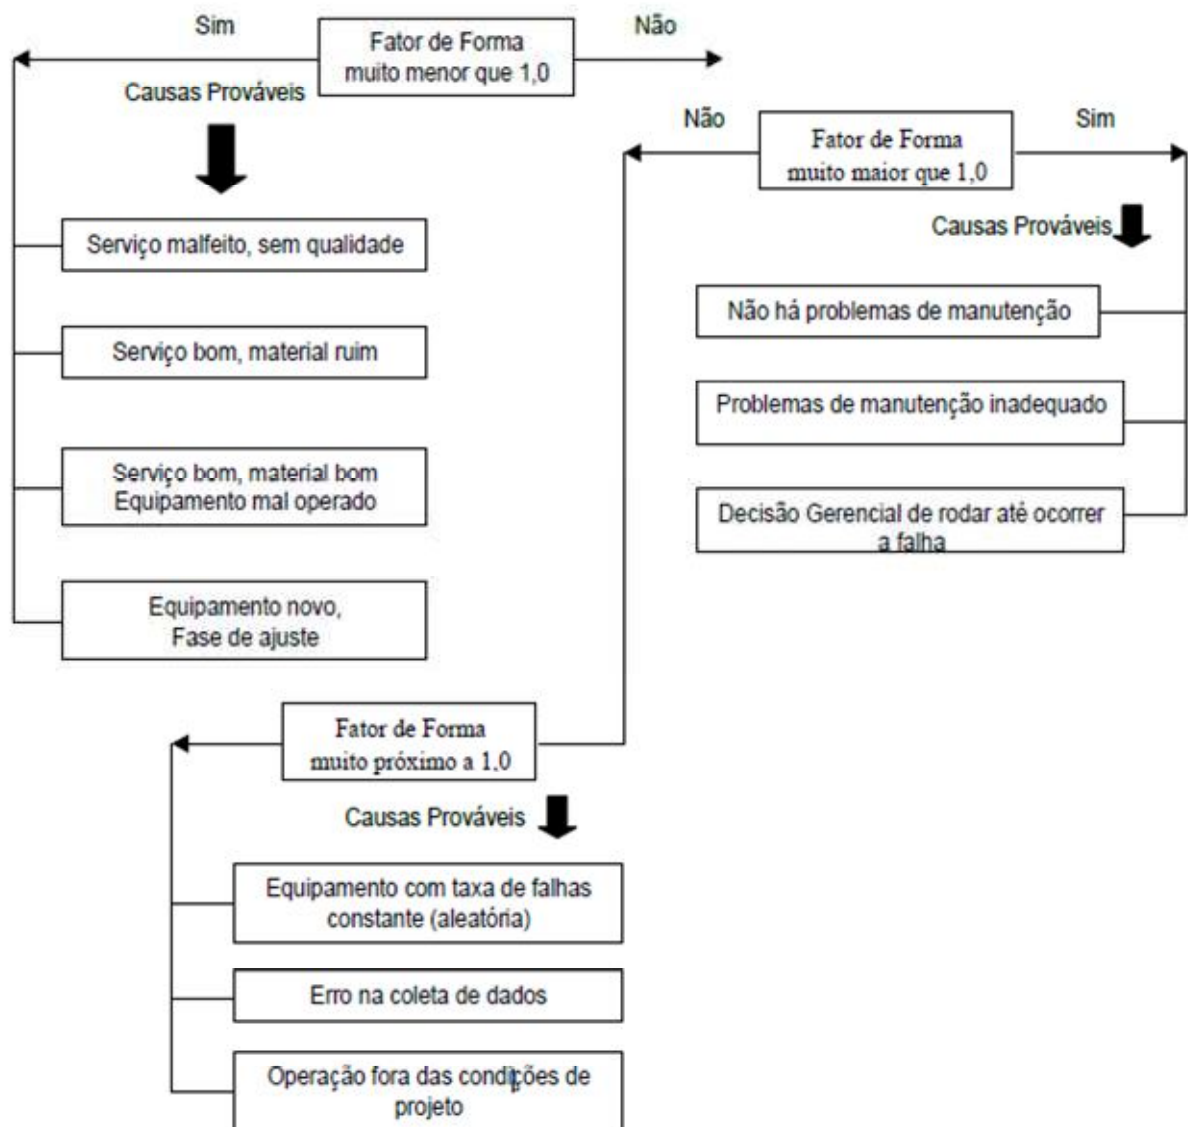 Sim
Fator de Forma
muito menor que 1,0
Não
Causas Prováveis
Serviço malfeito, sem qualidade
Serviço bom, material ruim
Serviço bom, material bom
Equipamento mal operado
Equipamento novo,
Fase de ajuste
Não
Fator de Forma
muito maior que 1,0
Sim
Causas Prováveis
Não há problemas de manutenção
Problemas de manutenção inadequado
Decisão Gerencial de rodar até ocorrer
a falha
Fator de Forma
muito próximo a 1,0
Causas Prováveis
Equipamento com taxa de falhas
constante (aleatória)
Erro na coleta de dados
Operação fora das condições de
projeto